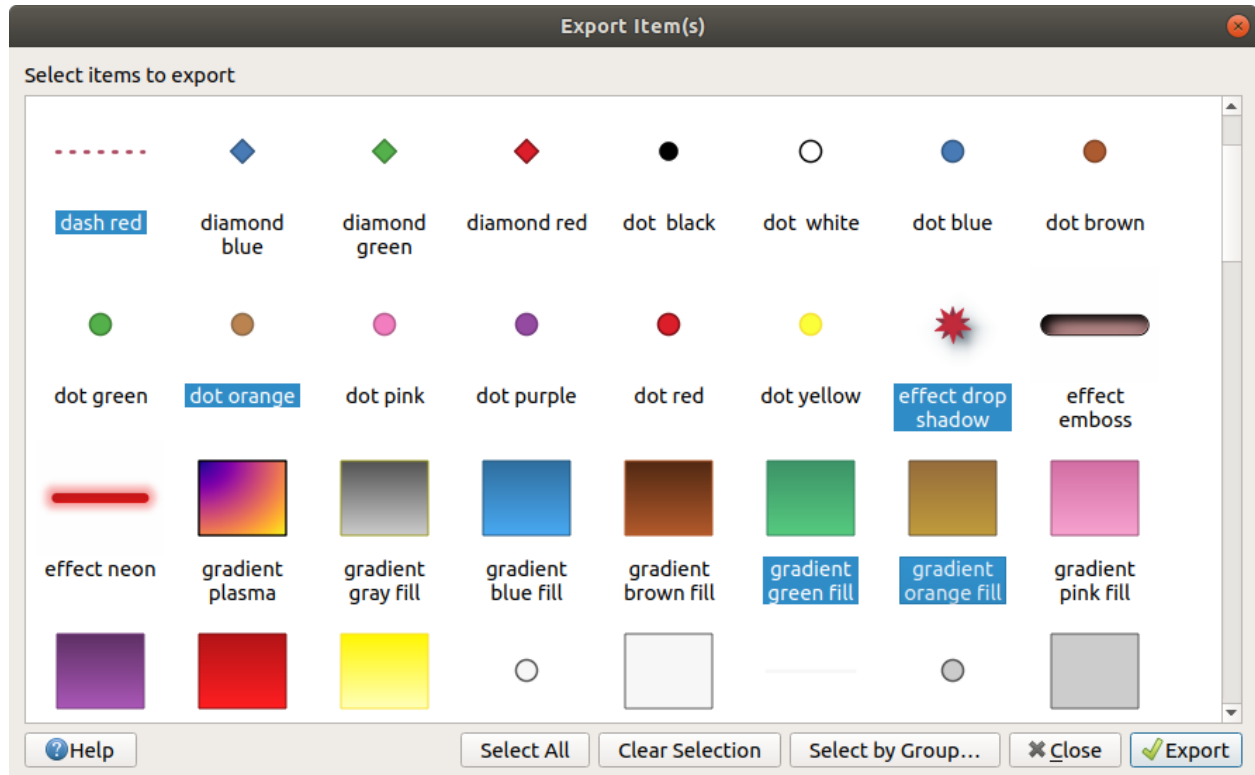 Export Item(s)
Select items to export
dash red
diamond
blue
diamond
green
diamond red
dot  black
dot  white
dot blue
dot brown
dot green
dot orange
dot pink
dot purple
dot red
dot yellow
effect drop
shadow
effect
emboss
effect neon
gradient
plasma
gradient
gray fill
gradient
blue fill
gradient
brown fill
gradient
green fill
gradient
orange fill
gradient
pink fill
?Help
Select All
Clear Selection
Select by Group...
Close
Export